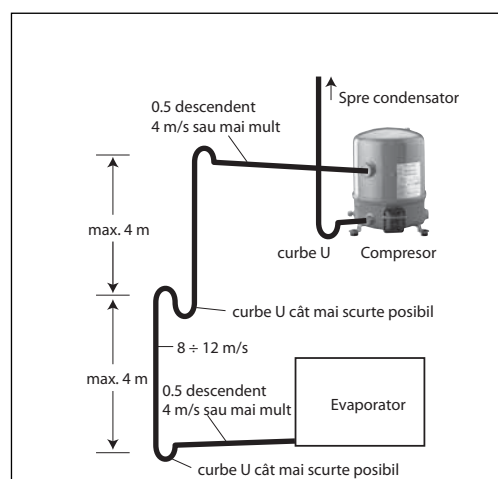 0.5 descendent
4 m/s sau mai mult
Spre condensator
max. 4 m
curbe U
Compresor
curbe U cât mai scurte posibil
8 ÷ 12 m/s
max. 4 m
0.5 descendent
4 m/s sau mai mult
Evaporator
curbe U cât mai scurte posibil